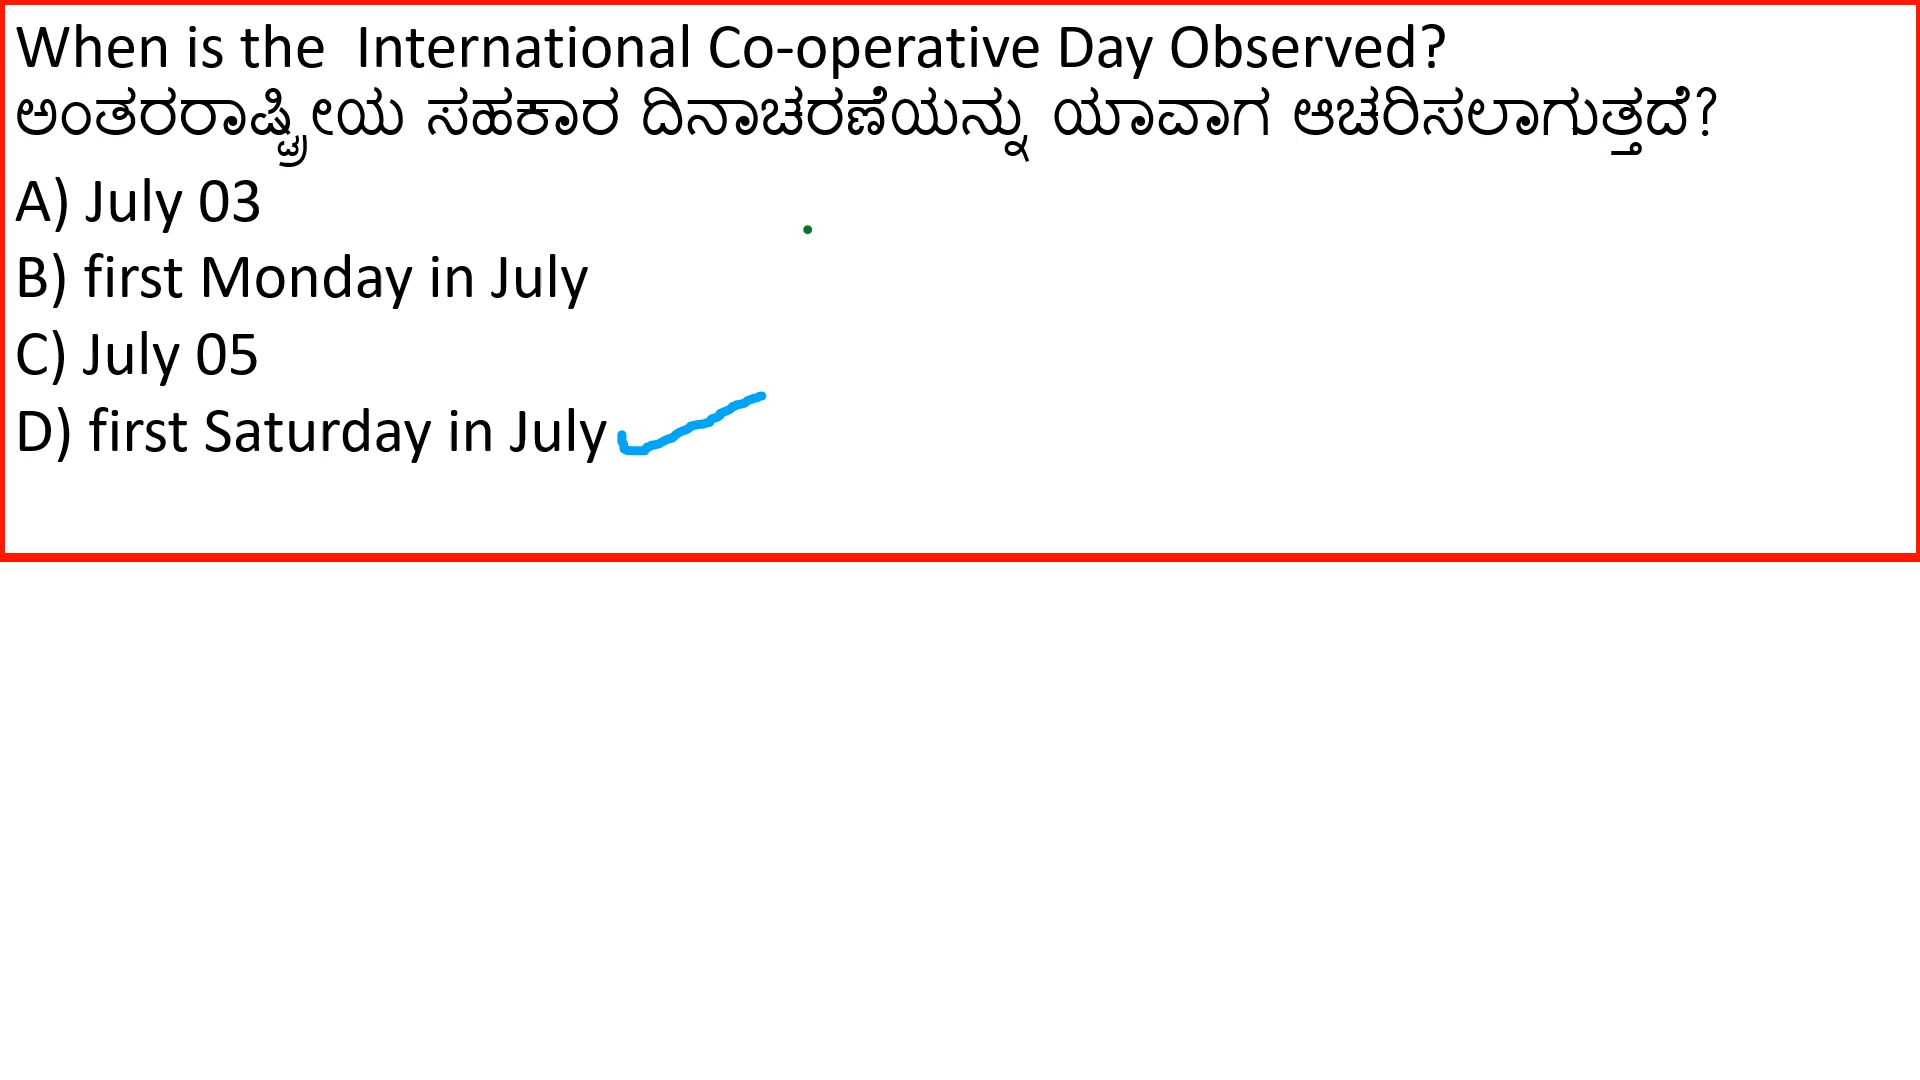 When is the  International Co-operative Day Observed?
ಅಂತರರಾಷ್ಟ್ರೀಯ ಸಹಕಾರ ದಿನಾಚರಣೆಯನ್ನು ಯಾವಾಗ ಆಚರಿಸಲಾಗುತ್ತದೆ?
A) July 03
B) first Monday in July
C) July 05
D) first Saturday in July